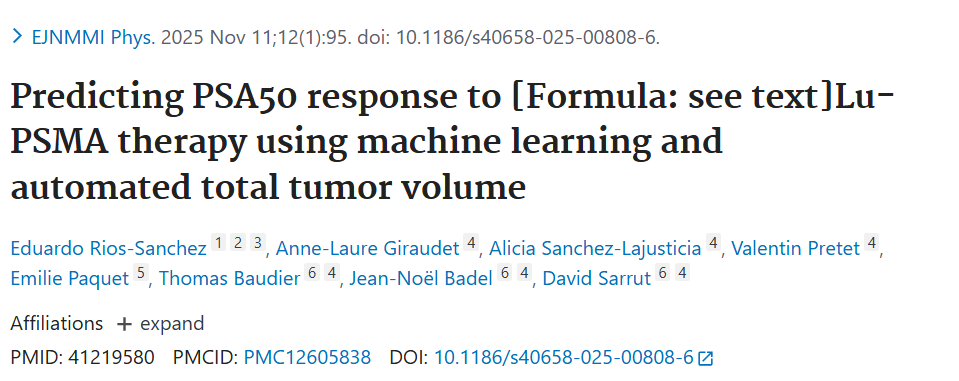 EJNMMI Phys. 2025 Nov 11;12(1):95. doi: 10.1186/s40658-025-00808-6.
Predicting PSA50 response to [Formula: see text]Lu-
PSMA therapy using machine learning and
automated total tumor volume
Eduardo Rios-Sanchez 1 2 3, Anne-Laure Giraudet 4, Alicia Sanchez-Lajusticia 4, Valentin Pretet 4,
Emilie Paquet 5, Thomas Baudier 6 4, Jean-Noël Badel 6 4, David Sarrut 6 4
Affiliations + expand
PMID: 41219580 PMCID: PMC12605838 DOI: 10.1186/s40658-025-00808-6